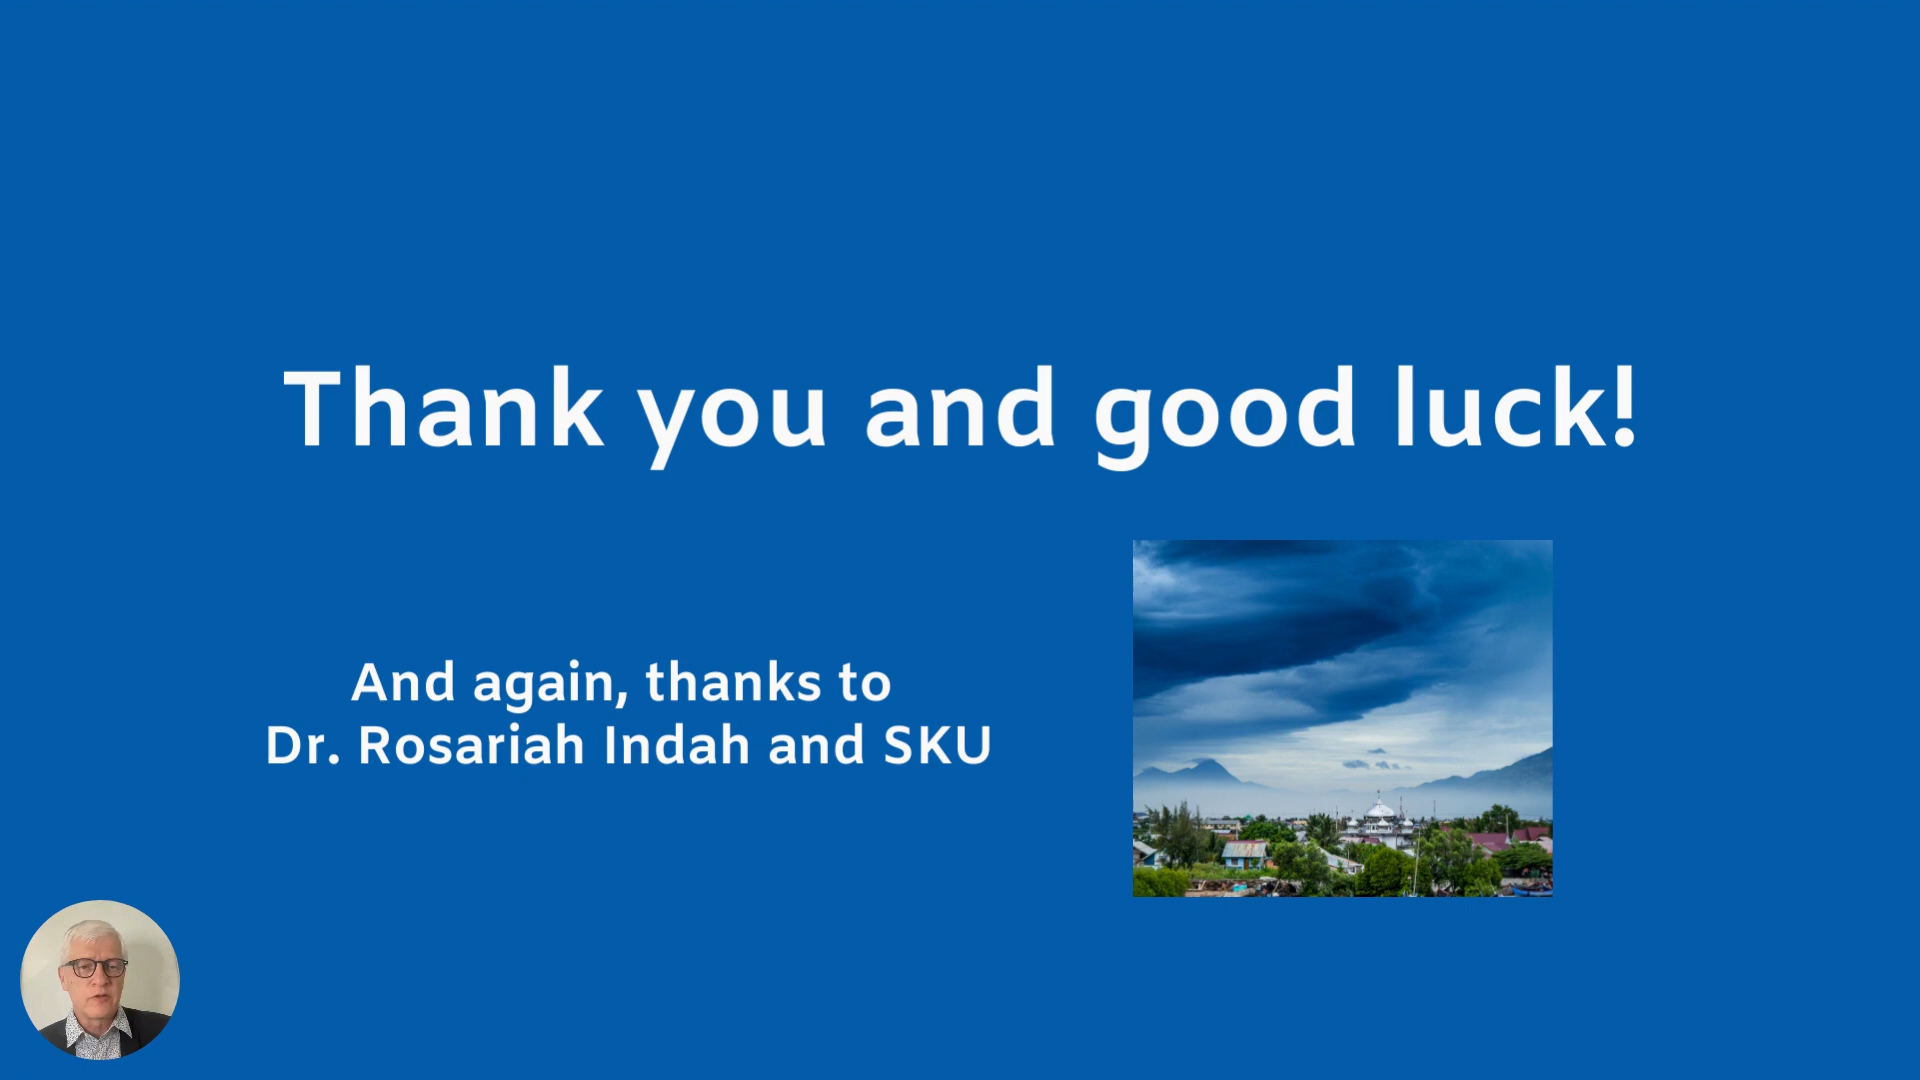 Thank you and good luck!
And again, thanks to
Dr. Rosariah Indah and SKU